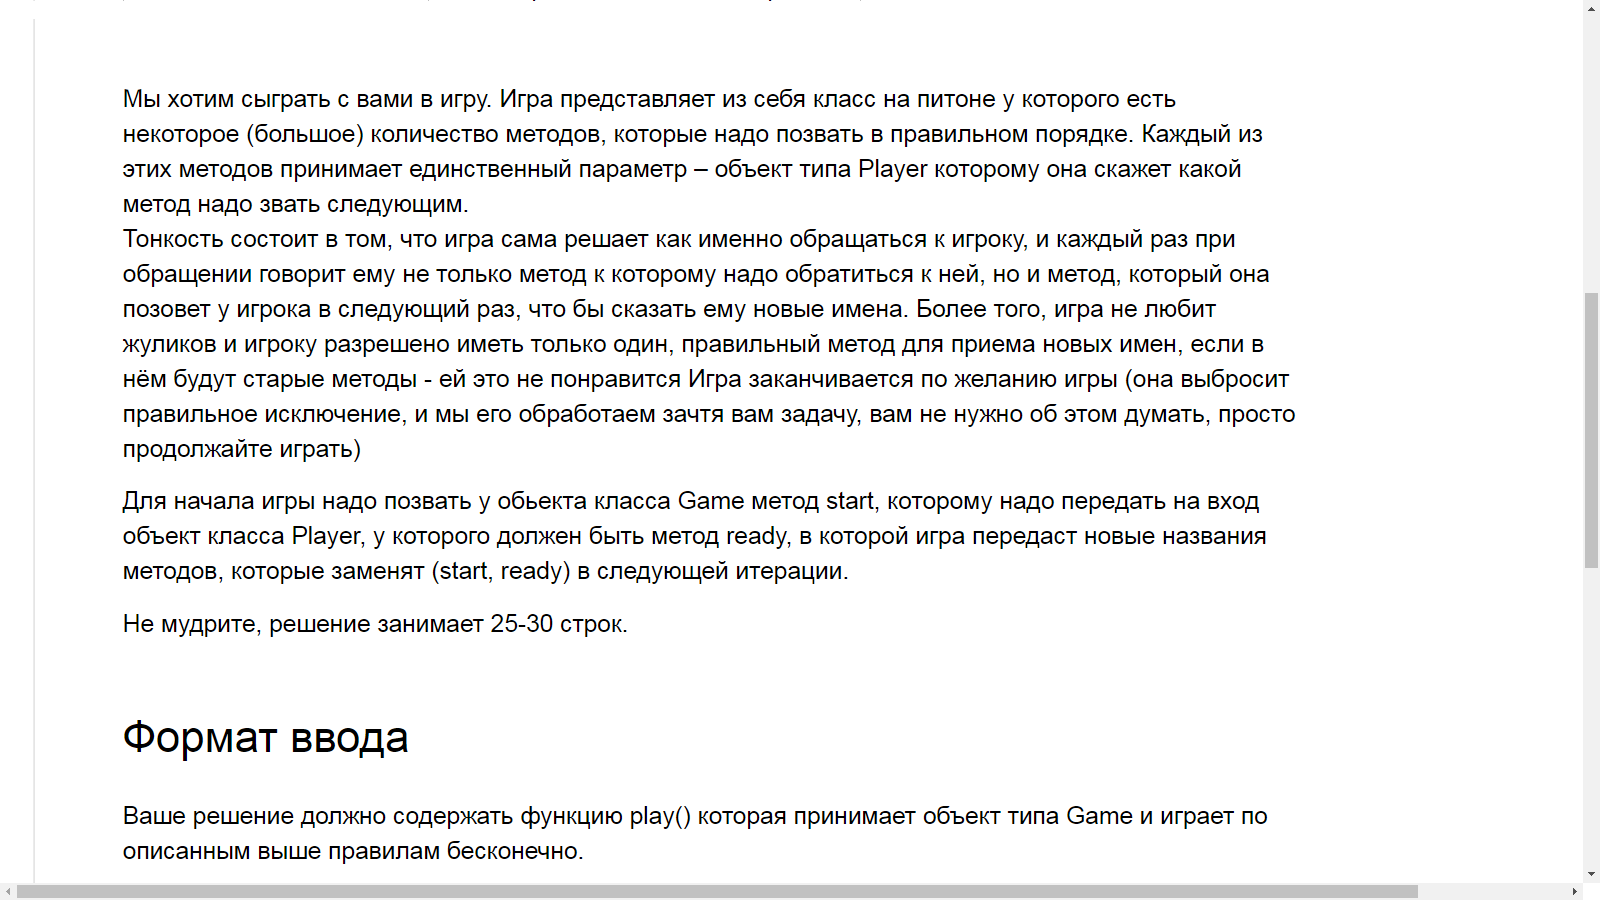 Мы хотим сыграть с вами в игру. Игра представляет из себя класс на питоне у которого есть
некоторое (большое) количество методов, которые надо позвать в правильном порядке. Каждый из
этих методов принимает единственный параметр – объект типа Player которому она скажет какой
метод надо звать следующим.
Тонкость состоит в том, что игра сама решает как именно обращаться к игроку, и каждый раз при
обращении говорит ему не только метод к которому надо обратиться к ней, но и метод, который она
позовет у игрока в следующий раз, что бы сказать ему новые имена. Более того, игра не любит
жуликов и игроку разрешено иметь только один, правильный метод для приема новых имен, если в
нём будут старые методы - ей это не понравится Игра заканчивается по желанию игры (она выбросит
правильное исключение, и мы его обработаем зачтя вам задачу, вам не нужно об этом думать, просто
продолжайте играть)
Для начала игры надо позвать у обьекта класса Game метод start, которому надо передать на вход
объект класса Player, у которого должен быть метод ready, в которой игра передаст новые названия
методов, которые заменят (start, ready) в следующей итерации.
Не мудрите, решение занимает 25-30 строк.
Формат ввода
Ваше решение должно содержать функцию play() которая принимает объект типа Game и играет по
описанным выше правилам бесконечно.